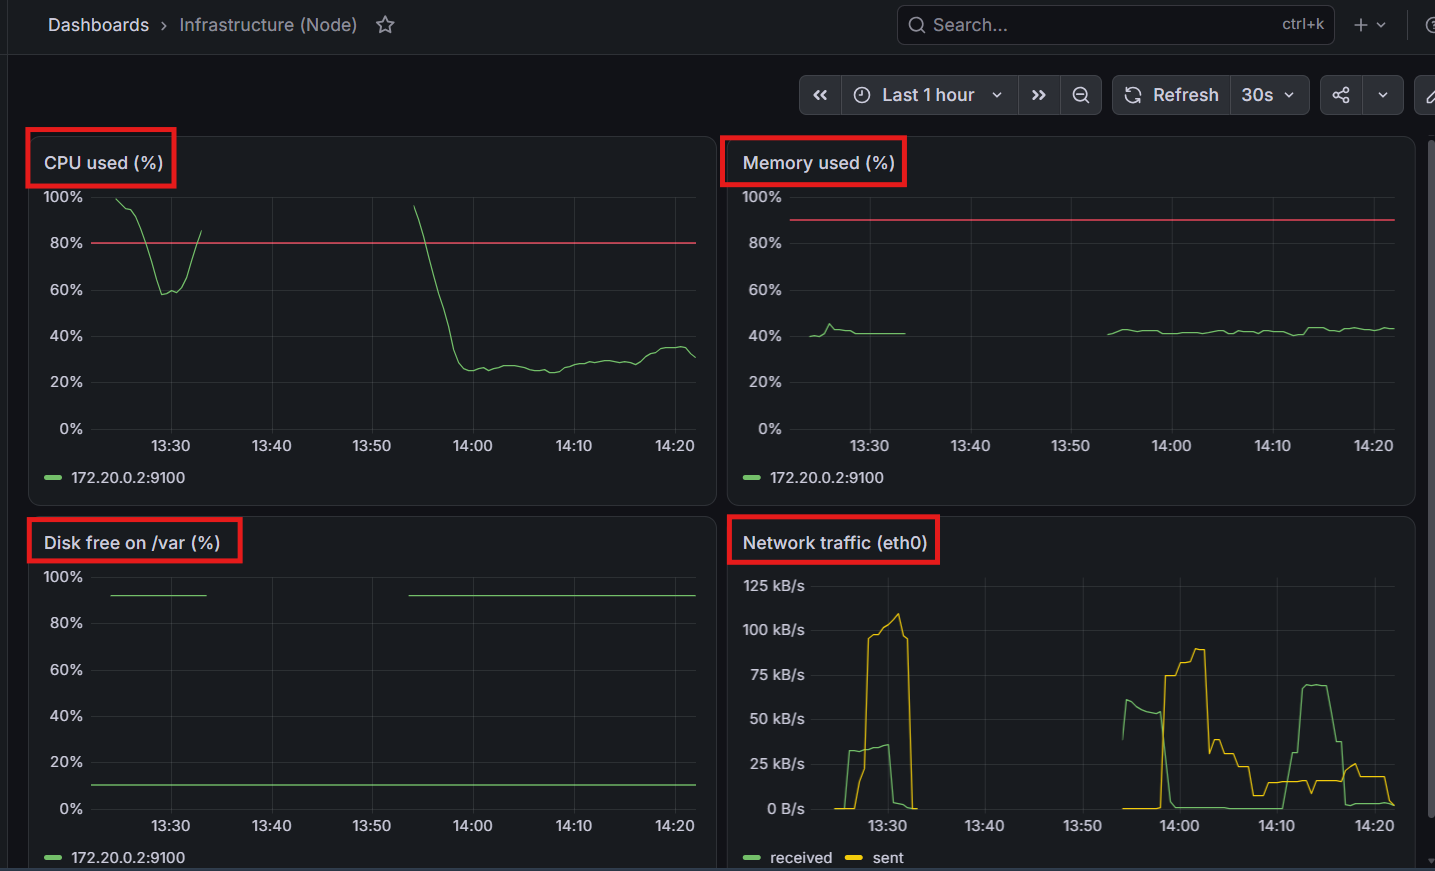 Dashboards › Infrastructure (Node)
Search... ctrl+k
Last 1 hour Refresh 30s
CPU used (%)
100%
80%
60%
40%
20%
0%
13:30 13:40 13:50 14:00 14:10 14:20
172.20.0.2:9100
Memory used (%)
100%
80%
60%
40%
20%
0%
13:30 13:40 13:50 14:00 14:10 14:20
172.20.0.2:9100
Disk free on /var (%)
100%
80%
60%
40%
20%
0%
13:30 13:40 13:50 14:00 14:10 14:20
172.20.0.2:9100
Network traffic (eth0)
125 kB/s
100 kB/s
75 kB/s
50 kB/s
25 kB/s
0 B/s
13:30 13:40 13:50 14:00 14:10 14:20
received sent